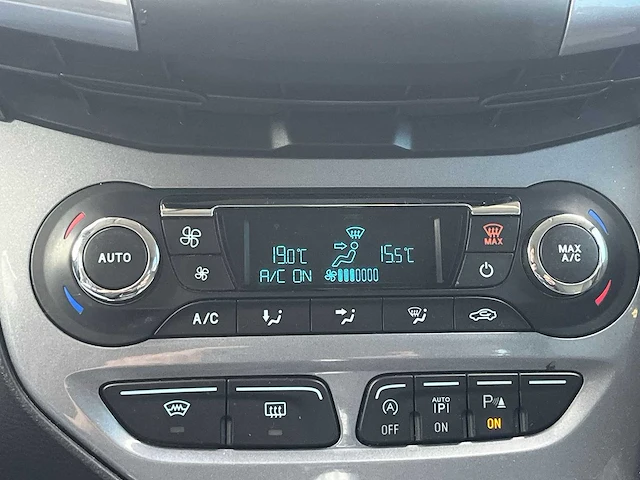 AUTO
19.0°C
15.5°C
A/C ON
MAX
MAX
A/C
A/C
A
OFF
AUTO
P
ON
P
ON